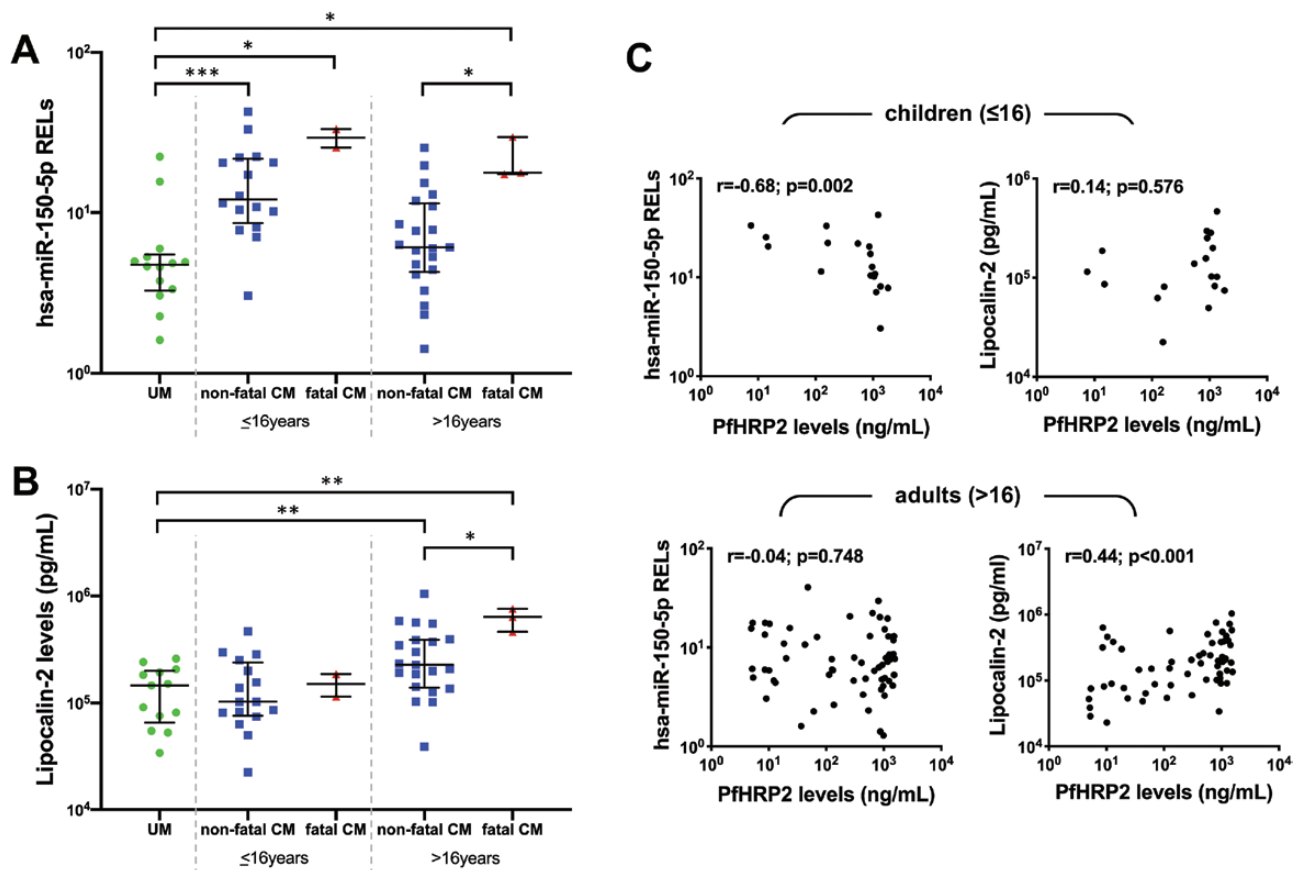 A
hsa-miR-150-5p RELs
10²
10¹
10⁰
*
*
***
*
UM
non-fatal CM
fatal CM
non-fatal CM
fatal CM
≤16years
>16years
B
Lipocalin-2 levels (pg/mL)
10⁷
10⁶
10⁵
10⁴
**
**
*
UM
non-fatal CM
fatal CM
non-fatal CM
fatal CM
≤16years
>16years
C
children (≤16)
hsa-miR-150-5p RELs
r=-0.68; p=0.002
10²
10¹
10⁰
10⁰ 10¹ 10² 10³ 10⁴
PfHRP2 levels (ng/mL)
Lipocalin-2 (pg/mL)
r=0.14; p=0.576
10⁶
10⁵
10⁴
10⁰ 10¹ 10² 10³ 10⁴
PfHRP2 levels (ng/mL)
adults (>16)
hsa-miR-150-5p RELs
r=-0.04; p=0.748
10²
10¹
10⁰
10⁰ 10¹ 10² 10³ 10⁴
PfHRP2 levels (ng/mL)
Lipocalin-2 (pg/ml)
r=0.44; p<0.001
10⁷
10⁶
10⁵
10⁴
10⁰ 10¹ 10² 10³ 10⁴
PfHRP2 levels (ng/mL)